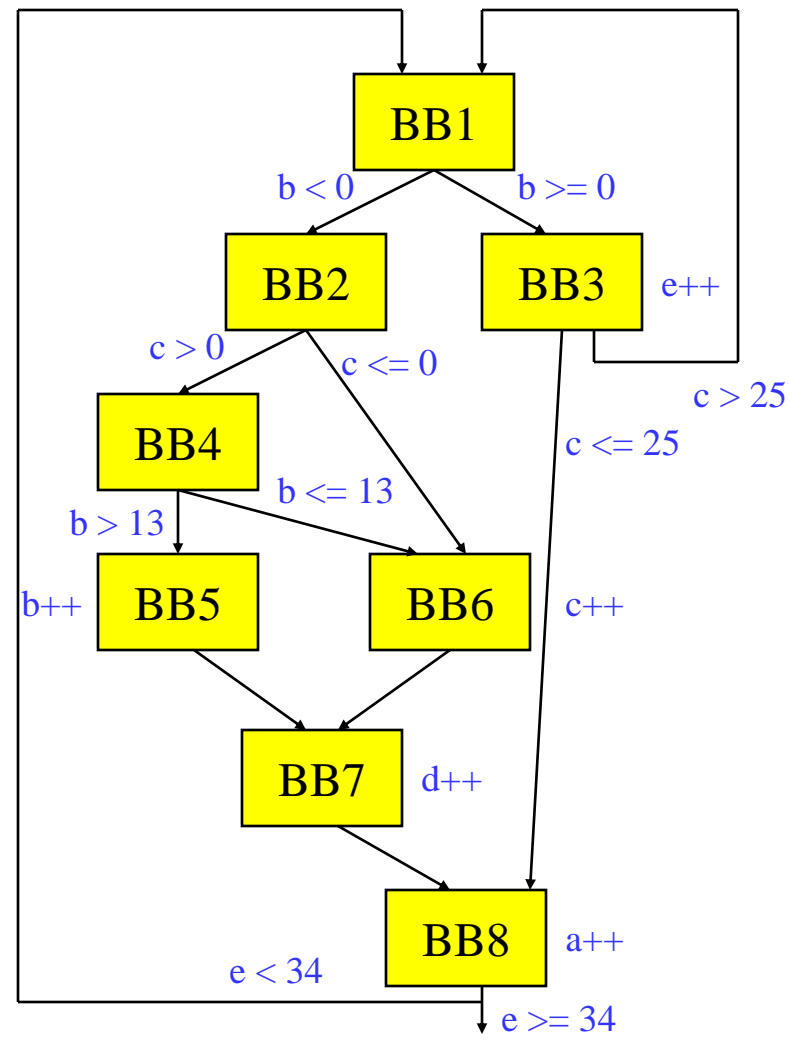 BB1
b < 0
b >= 0
BB2
BB3
e++
c > 0
c <= 0
c > 25
BB4
c <= 25
b <= 13
b > 13
b++
BB5
BB6
c++
BB7
d++
BB8
a++
e < 34
e >= 34